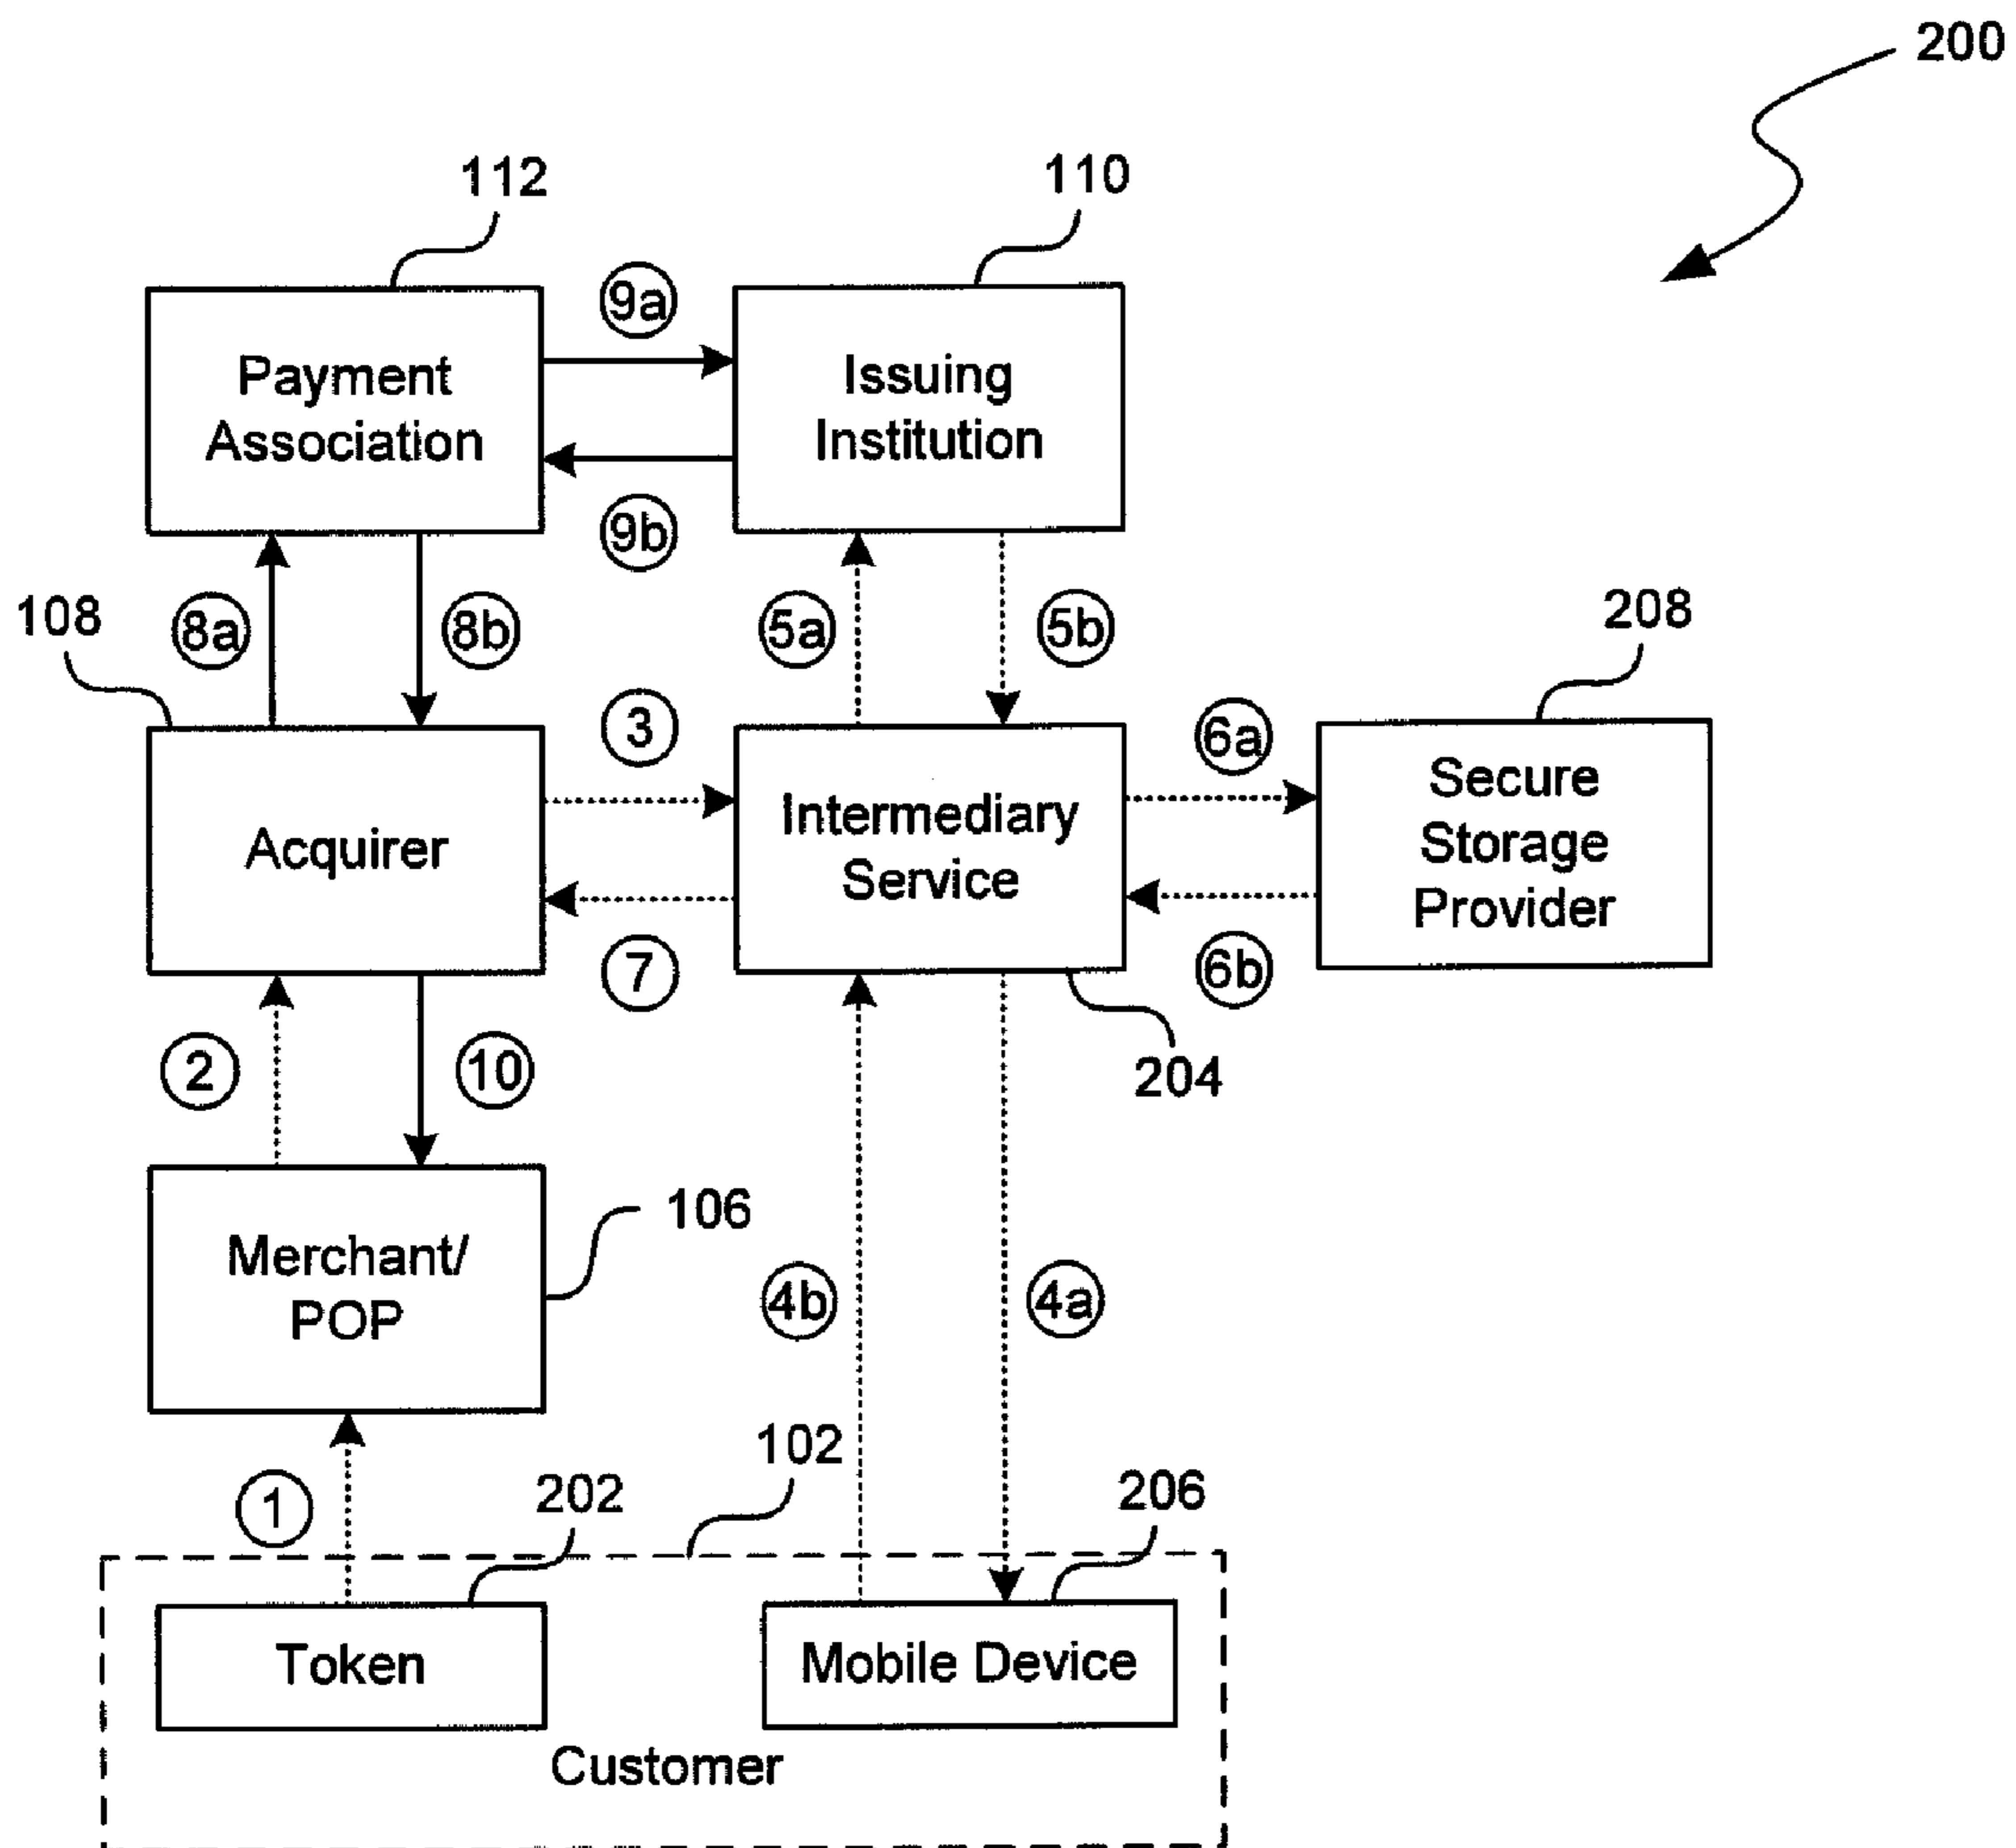 200
112
110
9a
Payment
Association
Issuing
Institution
9b
108
8a
8b
5a
5b
208
3
6a
Acquirer
Intermediary
Service
Secure
Storage
Provider
7
6b
2
10
204
106
Merchant/
POP
4b
4a
102
1
202
206
Token
Mobile Device
Customer